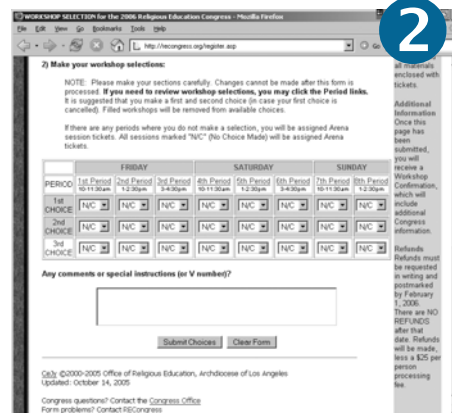 WORKSHOP SELECTION for the 2006 Religious Education Congress - Mozilla Firefox
2
File Edit View Go Bookmarks Tools Help
http://recongress.org/register.asp
Go
2) Make your workshop selections:
NOTE: Please make your sections carefully. Changes cannot be made after this form is
processed. If you need to review workshop selections, you may click the Period links.
It is suggested that you make a first and second choice (in case your first choice is
cancelled). Filled workshops will be removed from available choices.
If there are any periods where you do not make a selection, you will be assigned Arena
session tickets. All sessions marked "N/C" (No Choice Made) will be assigned Arena
tickets.
FRIDAY SATURDAY SUNDAY
PERIOD 1st Period 2nd Period 3rd Period 4th Period 5th Period 6th Period 7th Period 8th Period
10-11:30am 1-2:30pm 3-4:30pm 10-11:30am 1-2:30pm 3-4:30pm 10-11:30am 1-2:30pm
1st CHOICE N/C N/C N/C N/C N/C N/C N/C N/C
2nd CHOICE N/C N/C N/C N/C N/C N/C N/C N/C
3rd CHOICE N/C N/C N/C N/C N/C N/C N/C N/C
Any comments or special instructions (or V number)?
Submit Choices Clear Form
©2000-2005 Office of Religious Education, Archdiocese of Los Angeles
Updated: October 14, 2005
Congress questions? Contact the Congress Office
Form problems? Contact RECongress
all materials
enclosed with
tickets.
Additional
Information
Once this
page has
been
submitted,
you will
receive a
Workshop
Confirmation,
which will
include
additional
Congress
information.
Refunds
Refunds must
be requested
in writing and
postmarked
by February
1, 2006.
There are NO
REFUNDS
after that
date. Refunds
will be made,
less a $25 per
person
processing
fee.